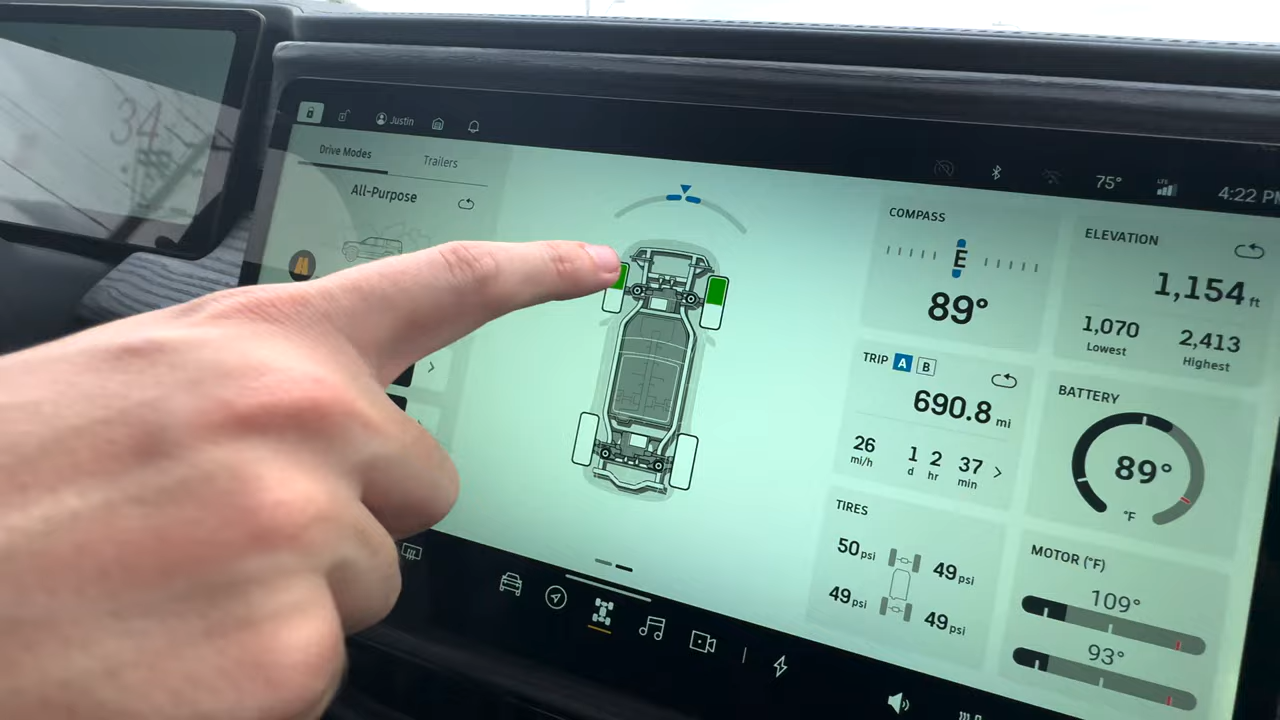 34
Justin
75°
LTE
4:22 PM
Drive Modes
Trailers
All-Purpose
COMPASS
E
89°
ELEVATION
1,154 ft
1,070
2,413
Lowest
Highest
TRIP A B
690.8 mi
26
1 2 37
mi/h
d hr min
BATTERY
89°
°F
TIRES
50 psi
49 psi
49 psi
49 psi
MOTOR (°F)
109°
93°